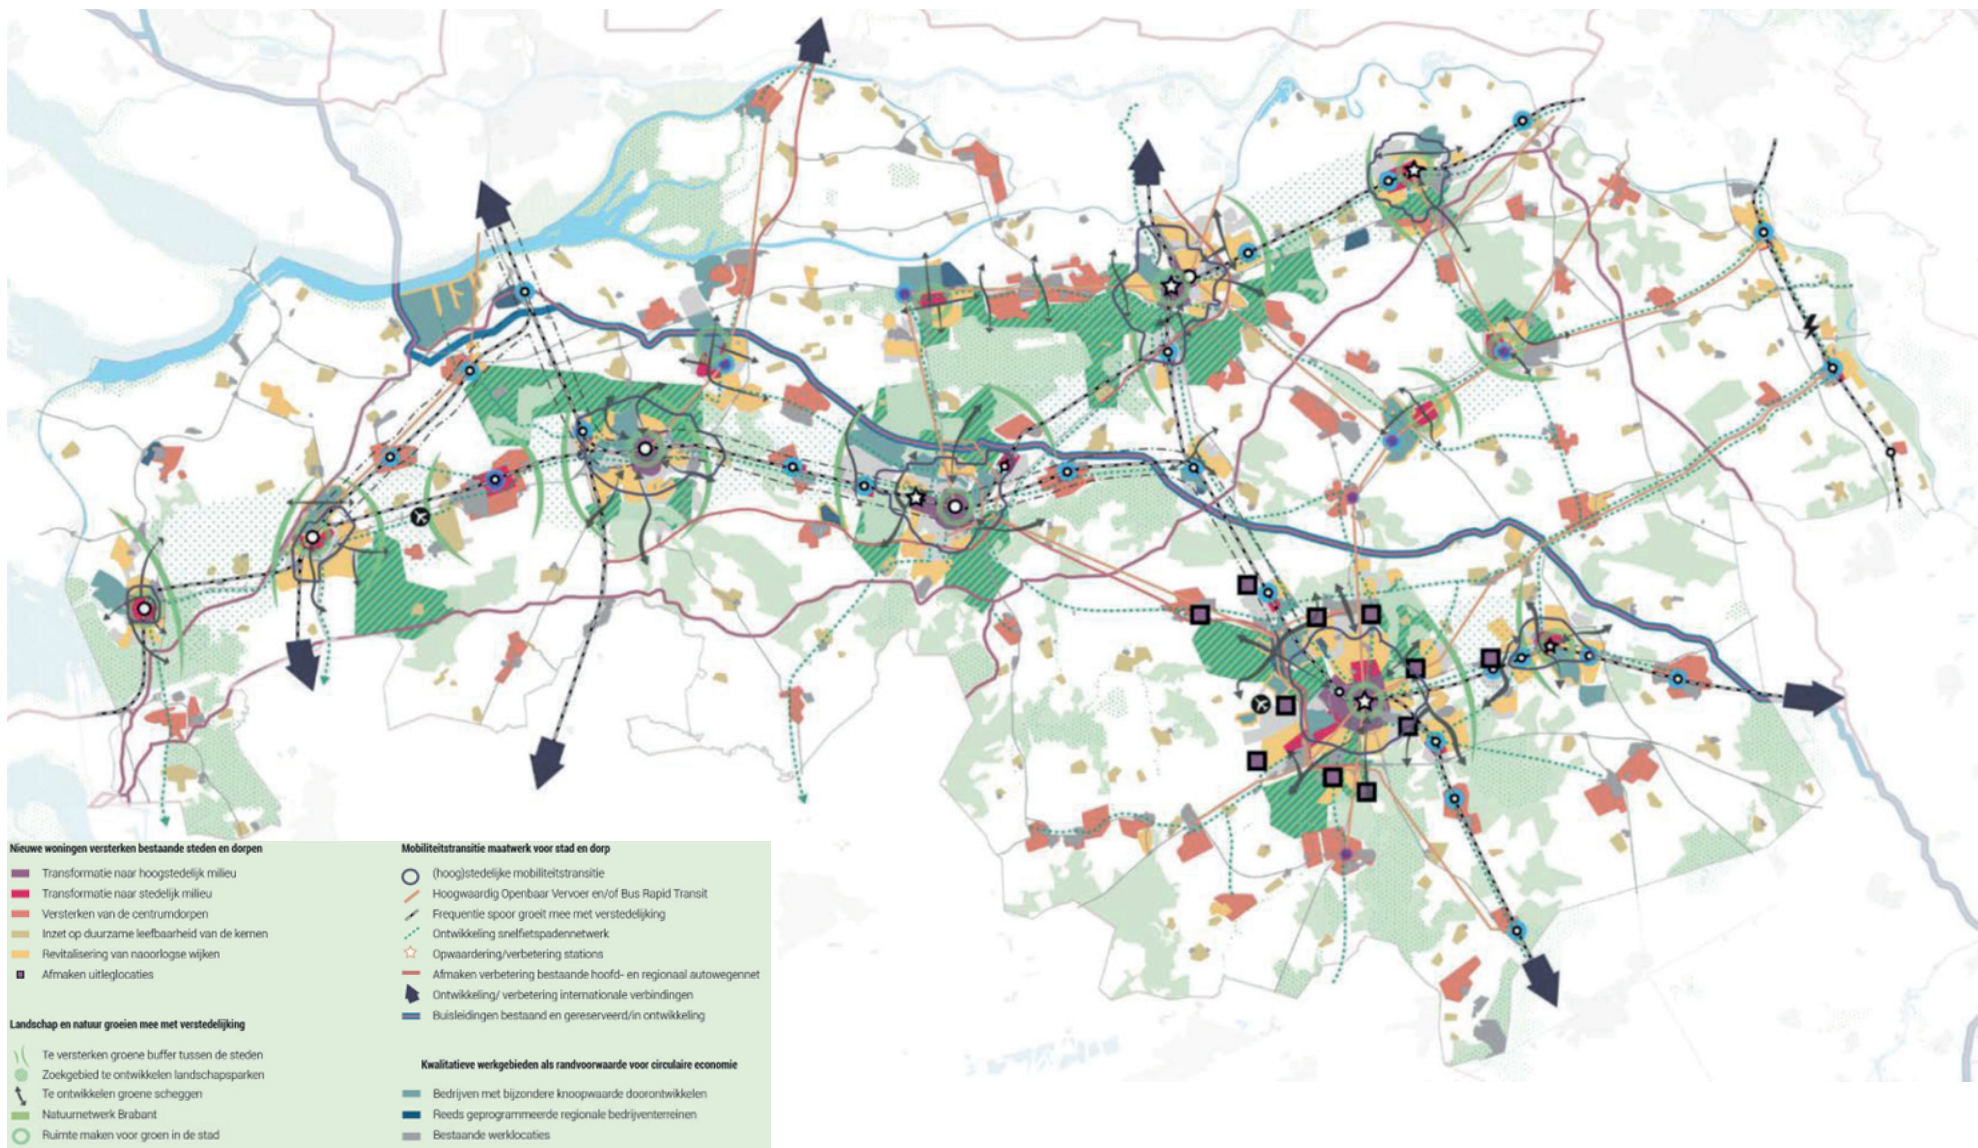 Nieuwe woningen versterken bestaande steden en dorpen
Transformatie naar hoogstedelijk milieu
Transformatie naar stedelijk milieu
Versterken van de centrumdorpen
Inzet op duurzame leefbaarheid van de kernen
Revitalisering van naoorlogse wijken
Afmaken uitleglocaties
Landschap en natuur groeien mee met verstedelijking
Te versterken groene buffer tussen de steden
Zoekgebied te ontwikkelen landschapsparken
Te ontwikkelen groene scheggen
Natuurnetwerk Brabant
Ruimte maken voor groen in de stad
Mobiliteitstransitie maatwerk voor stad en dorp
(hoog)stedelijke mobiliteitstransitie
Hoogwaardig Openbaar Vervoer en/of Bus Rapid Transit
Frequentie spoor groeit mee met verstedelijking
Ontwikkeling snelfietspadennetwerk
Opwaardering/verbetering stations
Afmaken verbetering bestaande hoofd- en regionaal autowegennet
Ontwikkeling/ verbetering internationale verbindingen
Buisleidingen bestaand en gereserveerd/in ontwikkeling
Kwalitatieve werkgebieden als randvoorwaarde voor circulaire economie
Bedrijven met bijzondere knoopwaarde doorontwikkelen
Reeds geprogrammeerde regionale bedrijventerreinen
Bestaande werklocaties